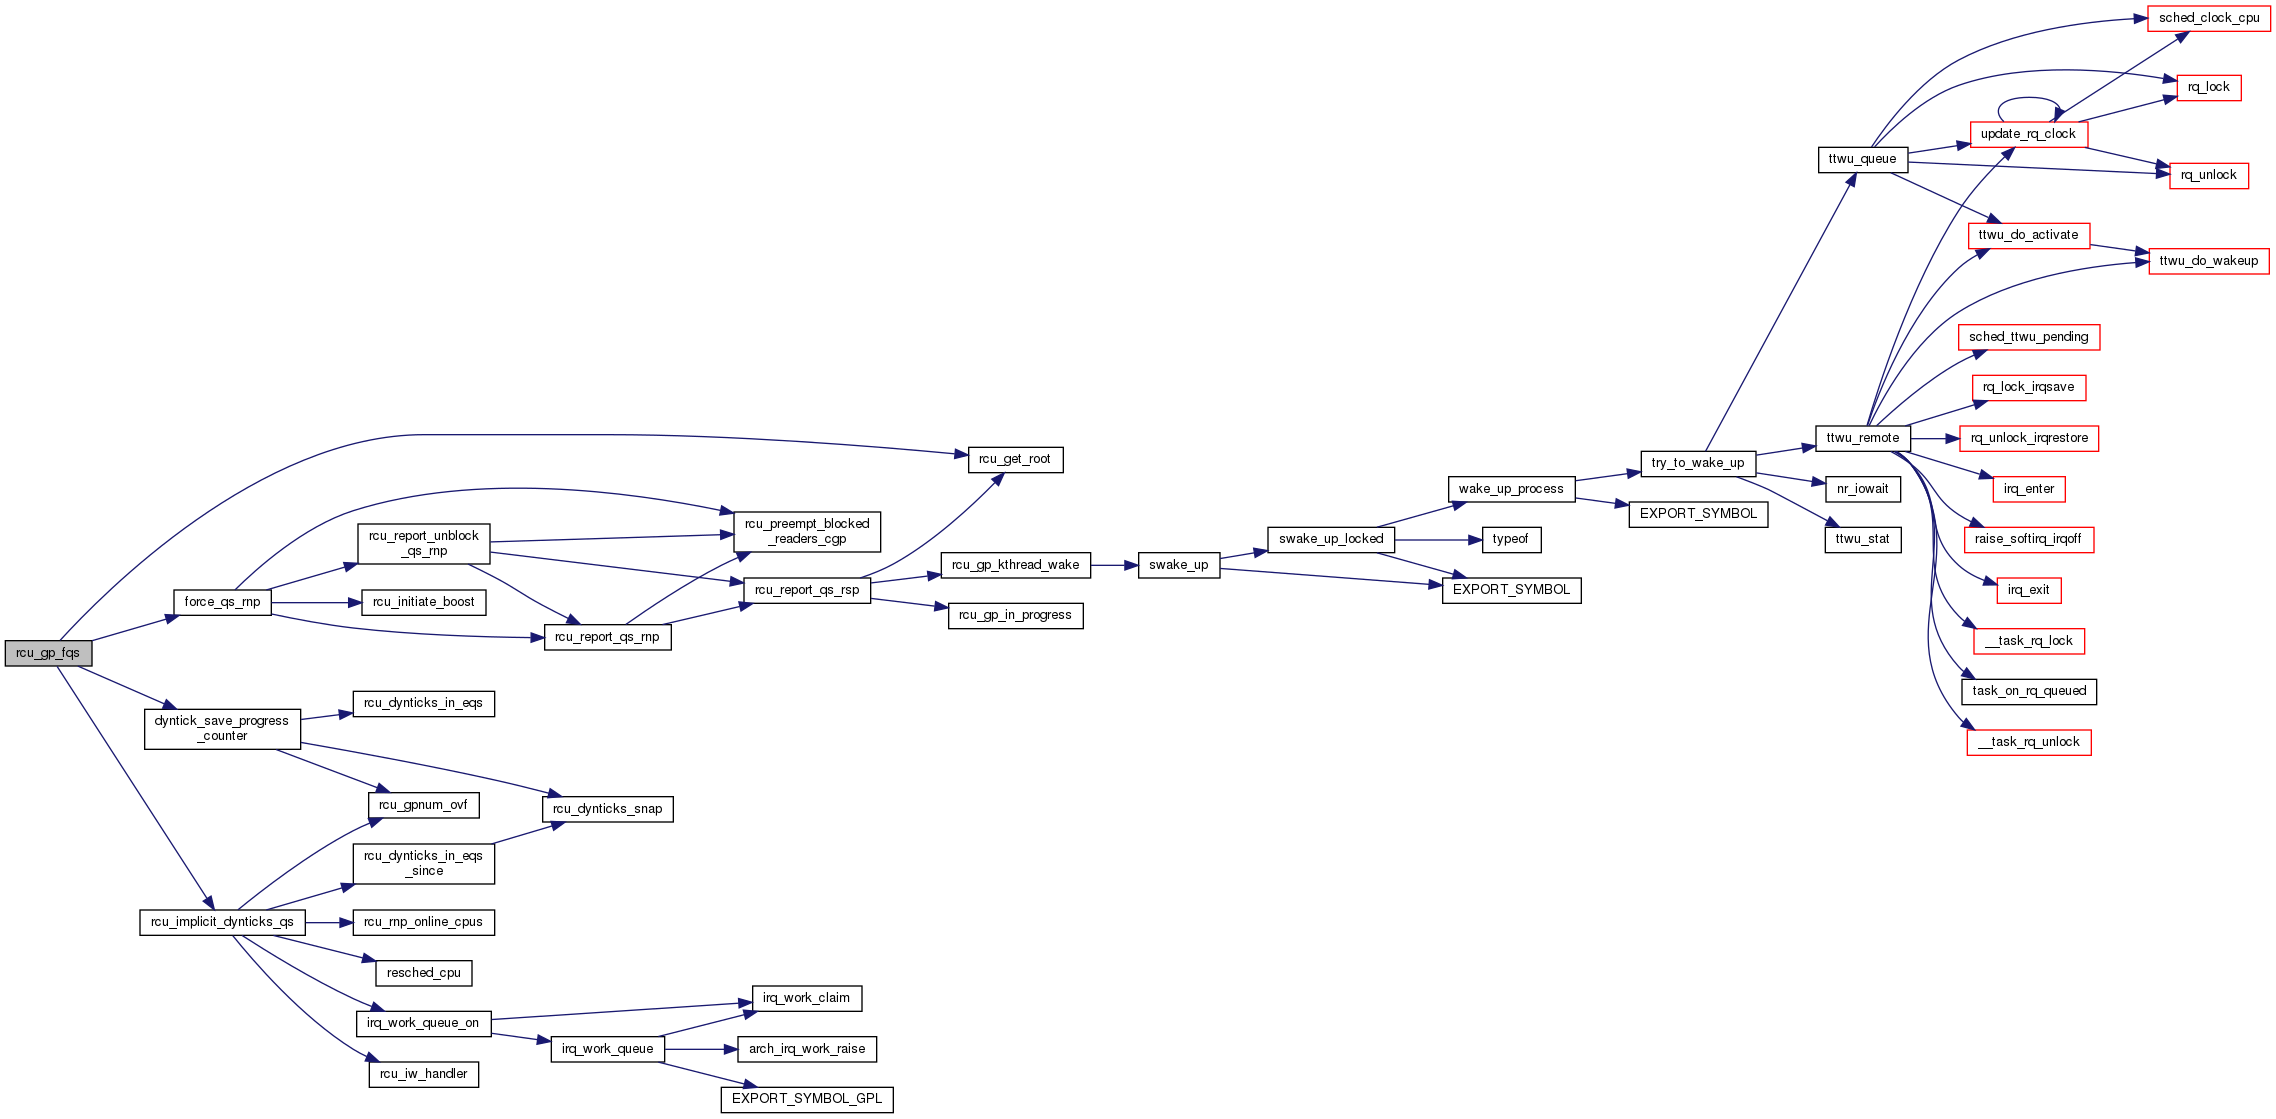 rcu_gp_fqs
force_qs_rnp
dyntick_save_progress
_counter
rcu_implicit_dynticks_qs
rcu_report_unblock
_qs_rnp
rcu_initiate_boost
rcu_dynticks_in_eqs
rcu_gpnum_ovf
rcu_dynticks_in_eqs
_since
rcu_rnp_online_cpus
resched_cpu
irq_work_queue_on
rcu_iw_handler
rcu_report_qs_rnp
rcu_dynticks_snap
irq_work_queue
rcu_preempt_blocked
_readers_cgp
rcu_report_qs_rsp
irq_work_claim
arch_irq_work_raise
EXPORT_SYMBOL_GPL
rcu_get_root
rcu_gp_kthread_wake
rcu_gp_in_progress
swake_up
swake_up_locked
wake_up_process
typeof
EXPORT_SYMBOL
try_to_wake_up
EXPORT_SYMBOL
ttwu_queue
ttwu_remote
nr_iowait
ttwu_stat
sched_clock_cpu
rq_lock
update_rq_clock
rq_unlock
ttwu_do_activate
ttwu_do_wakeup
sched_ttwu_pending
rq_lock_irqsave
rq_unlock_irqrestore
irq_enter
raise_softirq_irqoff
irq_exit
__task_rq_lock
task_on_rq_queued
__task_rq_unlock